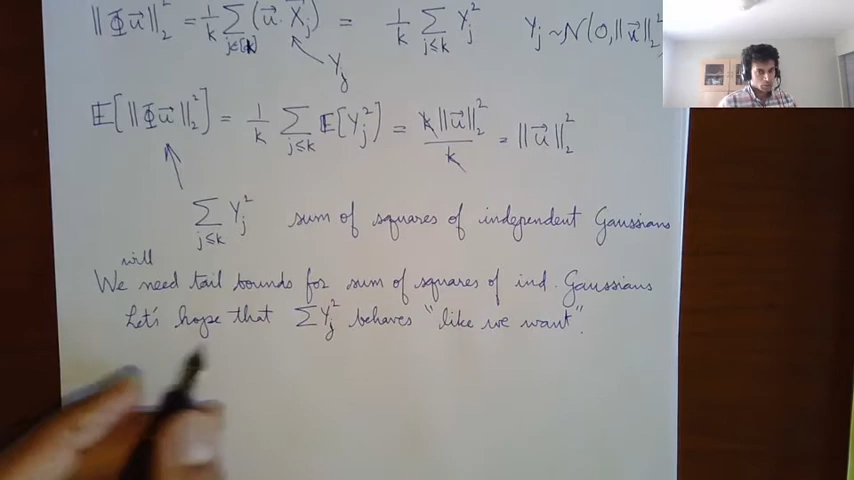 ‖Φu⃗‖₂² = 1/k ∑_{j∈[k]} (u⃗ · X⃗_j)² = 1/k ∑_{j≤k} Y_j² Y_j ~ N(0, ‖u⃗‖₂²
Y_j
E[‖Φu⃗‖₂²] = 1/k ∑_{j≤k} E[Y_j²] = k‖u⃗‖₂² / k = ‖u⃗‖₂²
∑_{j≤k} Y_j² sum of squares of independent Gaussians
will
We need tail bounds for sum of squares of ind. Gaussians
Let's hope that ∑Y_j² behaves "like we want".